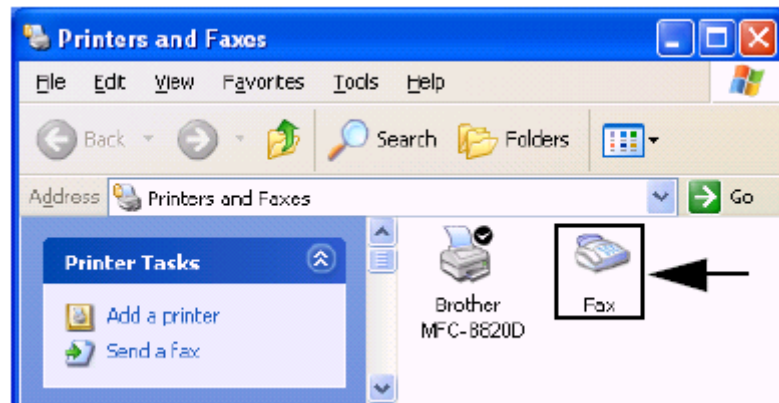 Printers and Faxes
File Edit View Favorites Tools Help
Back Search Folders
Address Printers and Faxes Go
Printer Tasks
Add a printer
Send a fax
Brother
MFC-8820D
Fax